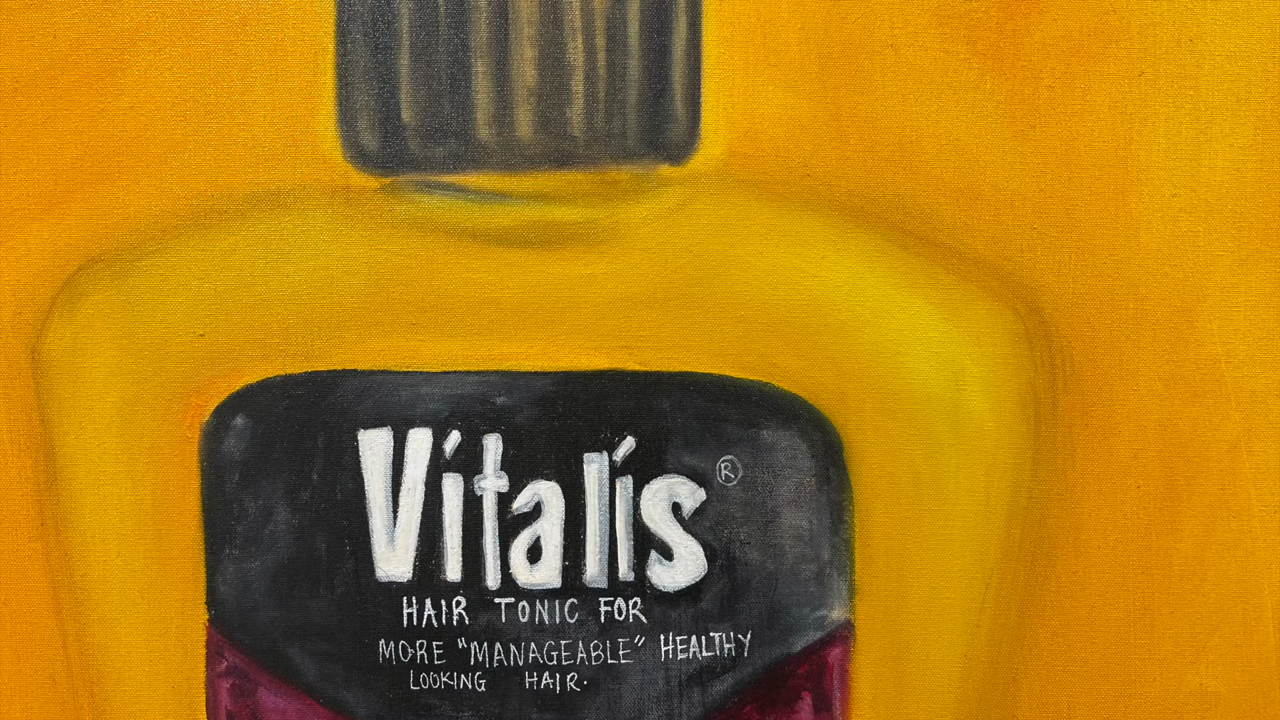 Vitalis ®
HAIR TONIC FOR
MORE "MANAGEABLE" HEALTHY
LOOKING HAIR.